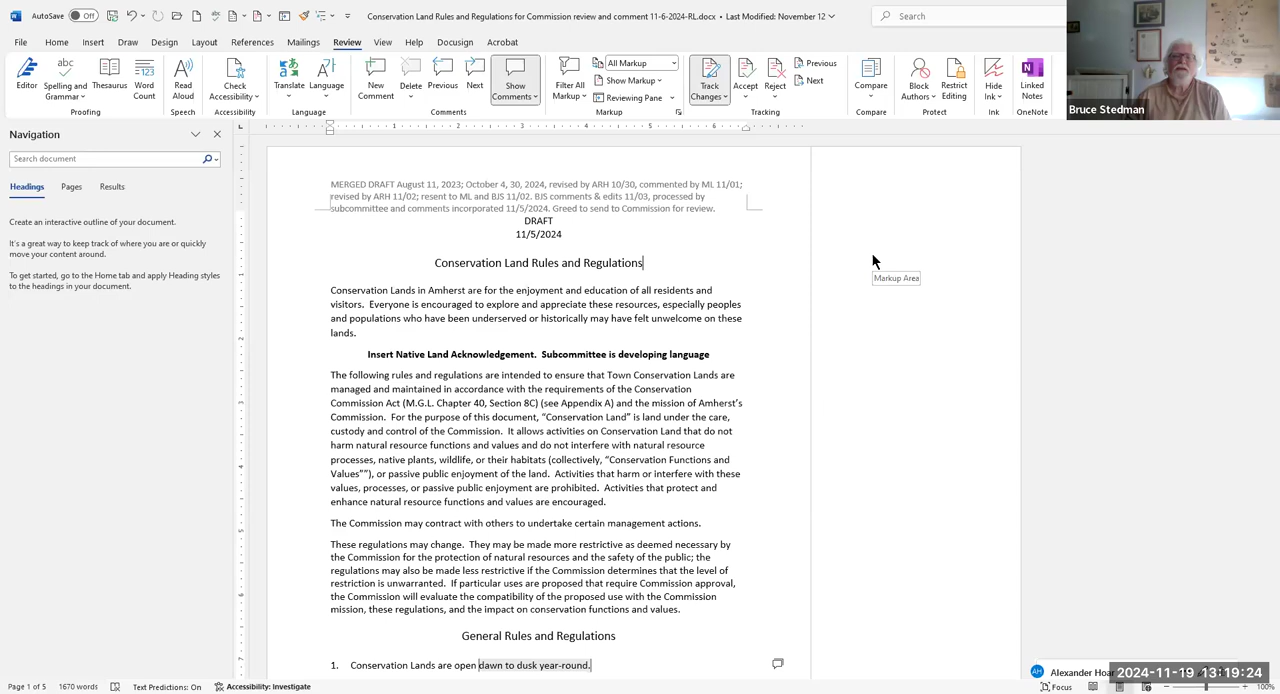 AutoSave Off Conservation Land Rules and Regulations for Commission review and comment 11-6-2024-RL.docx • Last Modified: November 12 Search
File Home Insert Draw Design Layout References Mailings Review View Help Docusign Acrobat
Editor Spelling and Grammar Thesaurus Word Count Read Aloud Check Accessibility Translate Language New Comment Delete Previous Next Show Comments Filter All Markup All Markup Show Markup Reviewing Pane Track Changes Accept Reject Previous Next Compare Block Authors Restrict Editing Hide Ink Linked Notes
Proofing Speech Accessibility Language Comments Markup Tracking Compare Protect Ink OneNote
Bruce Stedman
Navigation
Search document
Headings Pages Results
Create an interactive outline of your document.
It's a great way to keep track of where you are or quickly
move your content around.
To get started, go to the Home tab and apply Heading styles
to the headings in your document.
MERGED DRAFT August 11, 2023; October 4, 30, 2024, revised by ARH 10/30, commented by ML 11/01;
revised by ARH 11/02; resent to ML and BJS 11/02. BJS comments & edits 11/03, processed by
subcommittee and comments incorporated 11/5/2024. Greed to send to Commission for review.
DRAFT
11/5/2024
Conservation Land Rules and Regulations
Markup Area
Conservation Lands in Amherst are for the enjoyment and education of all residents and
visitors. Everyone is encouraged to explore and appreciate these resources, especially peoples
and populations who have been underserved or historically may have felt unwelcome on these
lands.
Insert Native Land Acknowledgement. Subcommittee is developing language
The following rules and regulations are intended to ensure that Town Conservation Lands are
managed and maintained in accordance with the requirements of the Conservation
Commission Act (M.G.L. Chapter 40, Section 8C) (see Appendix A) and the mission of Amherst's
Commission. For the purpose of this document, “Conservation Land” is land under the care,
custody and control of the Commission. It allows activities on Conservation Land that do not
harm natural resource functions and values and do not interfere with natural resource
processes, native plants, wildlife, or their habitats (collectively, “Conservation Functions and
Values””), or passive public enjoyment of the land. Activities that harm or interfere with these
values, processes, or passive public enjoyment are prohibited. Activities that protect and
enhance natural resource functions and values are encouraged.
The Commission may contract with others to undertake certain management actions.
These regulations may change. They may be made more restrictive as deemed necessary by
the Commission for the protection of natural resources and the safety of the public; the
regulations may also be made less restrictive if the Commission determines that the level of
restriction is unwarranted. If particular uses are proposed that require Commission approval,
the Commission will evaluate the compatibility of the proposed use with the Commission
mission, these regulations, and the impact on conservation functions and values.
General Rules and Regulations
1. Conservation Lands are open dawn to dusk year-round.
AH Alexander Hoar
2024-11-19 13:19:24
Page 1 of 5 1670 words Text Predictions: On Accessibility: Investigate Focus 100%